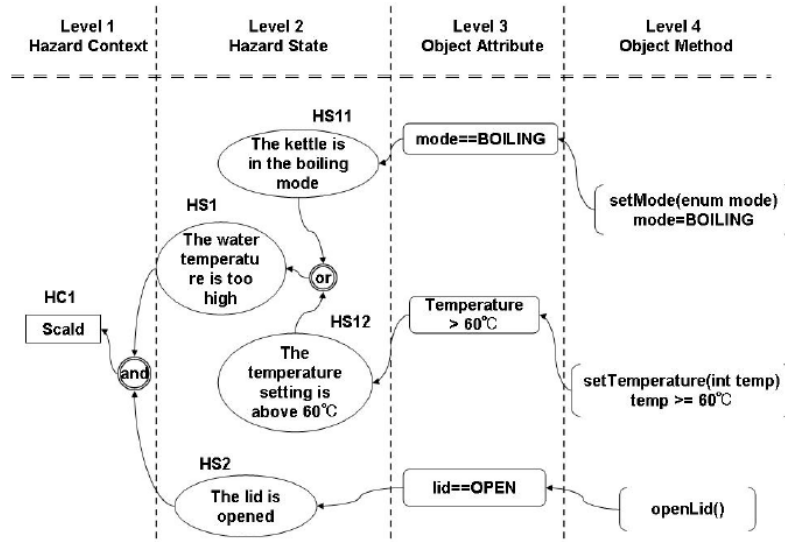 Level 1
Hazard Context
Level 2
Hazard State
Level 3
Object Attribute
Level 4
Object Method
HS11
The kettle is
in the boiling
mode
mode==BOILING
setMode(enum mode)
mode=BOILING
HS1
The water
temperatu
re is too
high
or
HC1
Scald
and
HS12
The
temperature
setting is
above 60℃
Temperature
> 60℃
setTemperature(int temp)
temp >= 60℃
HS2
The lid is
opened
lid==OPEN
openLid()